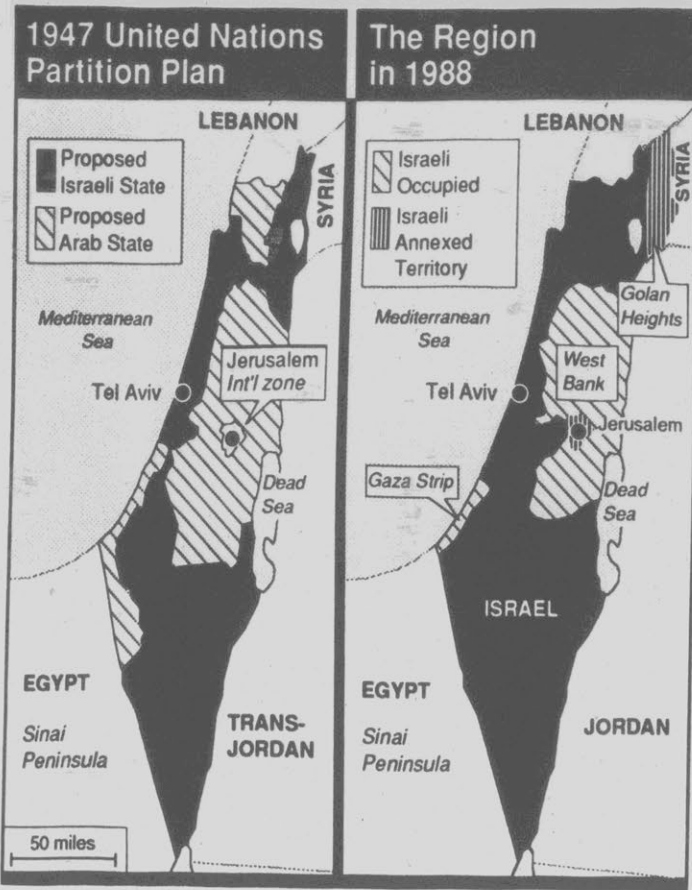 1947 United Nations
Partition Plan
LEBANON
Proposed
Israeli State
Proposed
Arab State
SYRIA
Mediterranean
Sea
Jerusalem
Int'l zone
Tel Aviv
Dead
Sea
EGYPT
Sinai
Peninsula
TRANS-
JORDAN
50 miles
The Region
in 1988
LEBANON
Israeli
Occupied
Israeli
Annexed
Territory
SYRIA
Golan
Heights
Mediterranean
Sea
West
Bank
Tel Aviv
Jerusalem
Gaza Strip
Dead
Sea
ISRAEL
EGYPT
Sinai
Peninsula
JORDAN